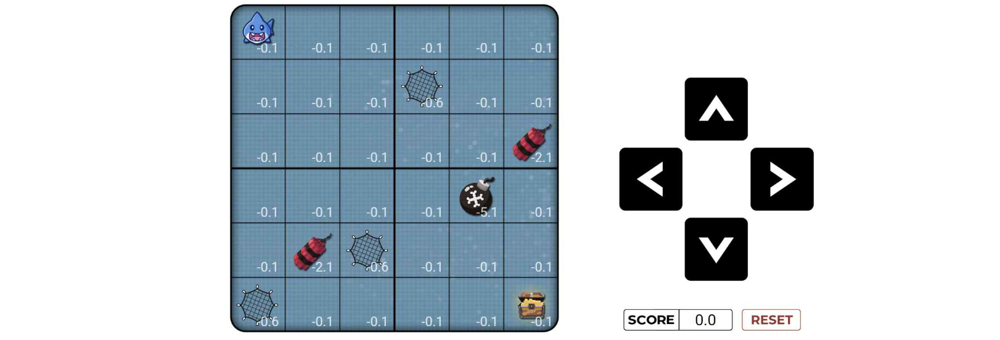 -0.1 -0.1 -0.1 -0.1 -0.1 -0.1
-0.1 -0.1 -0.1 -0.6 -0.1 -0.1
-0.1 -0.1 -0.1 -0.1 -0.1 -2.1
-0.1 -0.1 -0.1 -0.1 -5.1 -0.1
-0.1 -2.1 -0.6 -0.1 -0.1 -0.1
-0.6 -0.1 -0.1 -0.1 -0.1 -0.1
SCORE 0.0 RESET